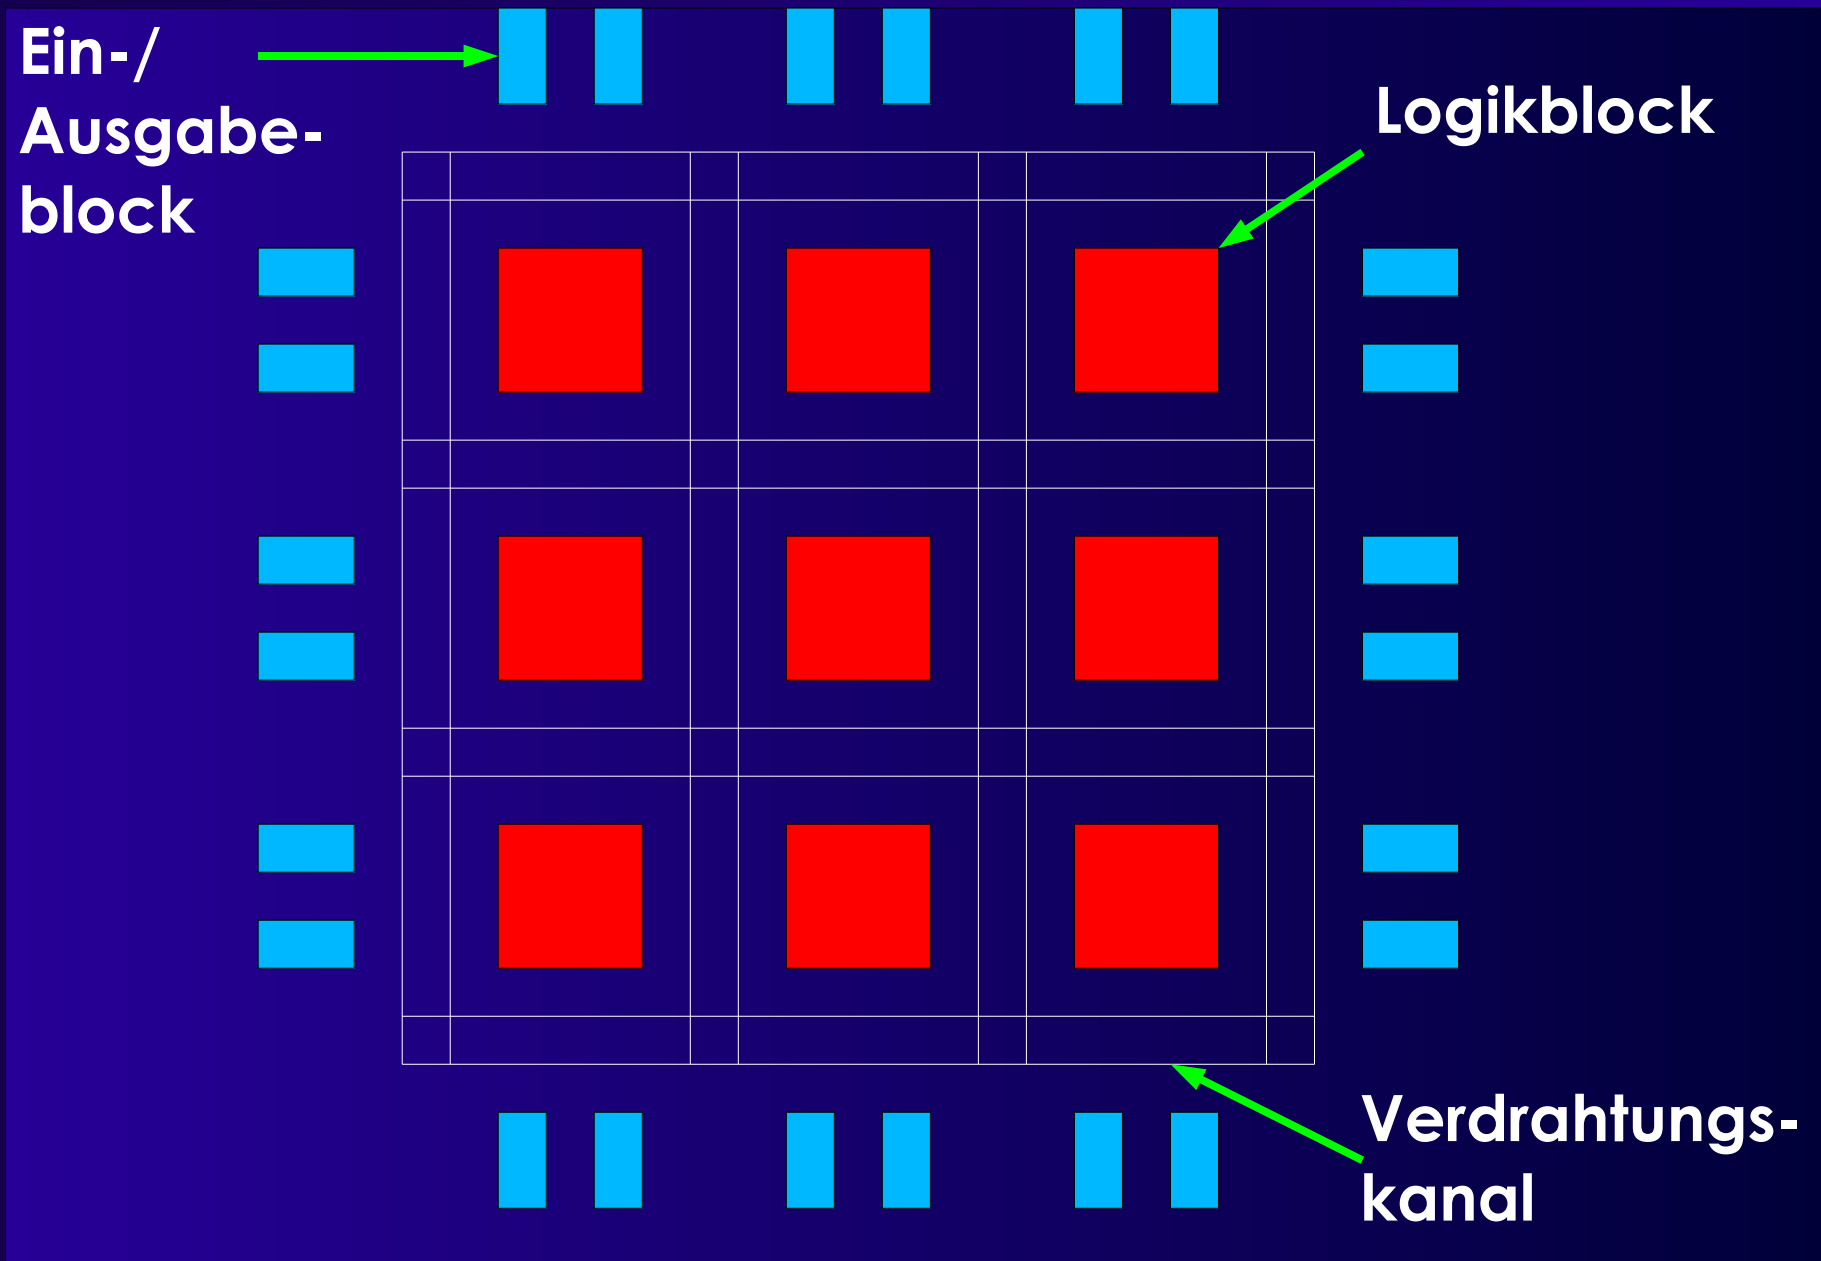 Ein-/
Ausgabe-
block
Logikblock
Verdrahtungs-
kanal